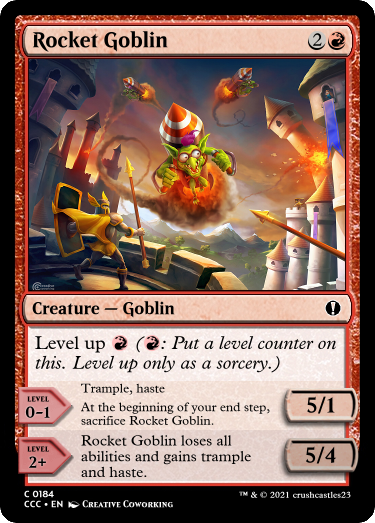 Rocket Goblin 2
Creature — Goblin
Level up (: Put a level counter on
this. Level up only as a sorcery.)
LEVEL
0-1
Trample, haste
At the beginning of your end step,
sacrifice Rocket Goblin.
5/1
LEVEL
2+
Rocket Goblin loses all
abilities and gains trample
and haste.
5/4
C 0184
CCC • EN Creative Coworking
™ & © 2021 crushcastles23